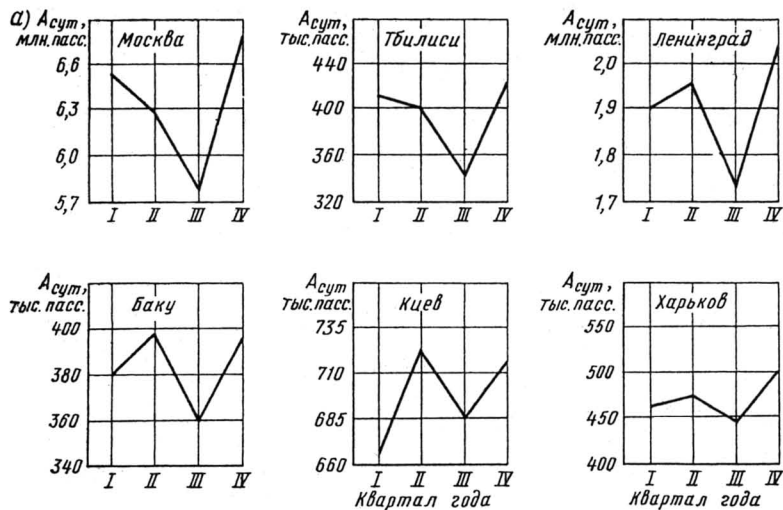 а) Асут,
млн.пасс.
Москва
6,6
6,3
6,0
5,7
I II III IV
Асут,
тыс.пасс.
Тбилиси
440
400
360
320
I II III IV
Асут,
млн.пасс.
Ленинград
2,0
1,9
1,8
1,7
I II III IV
Асут,
тыс.пасс.
Баку
400
380
360
340
I II III IV
Асут
тыс.пасс.
Киев
735
710
685
660
I II III IV
Квартал года
Асут,
тыс.пасс.
Харьков
550
500
450
400
I II III IV
Квартал года